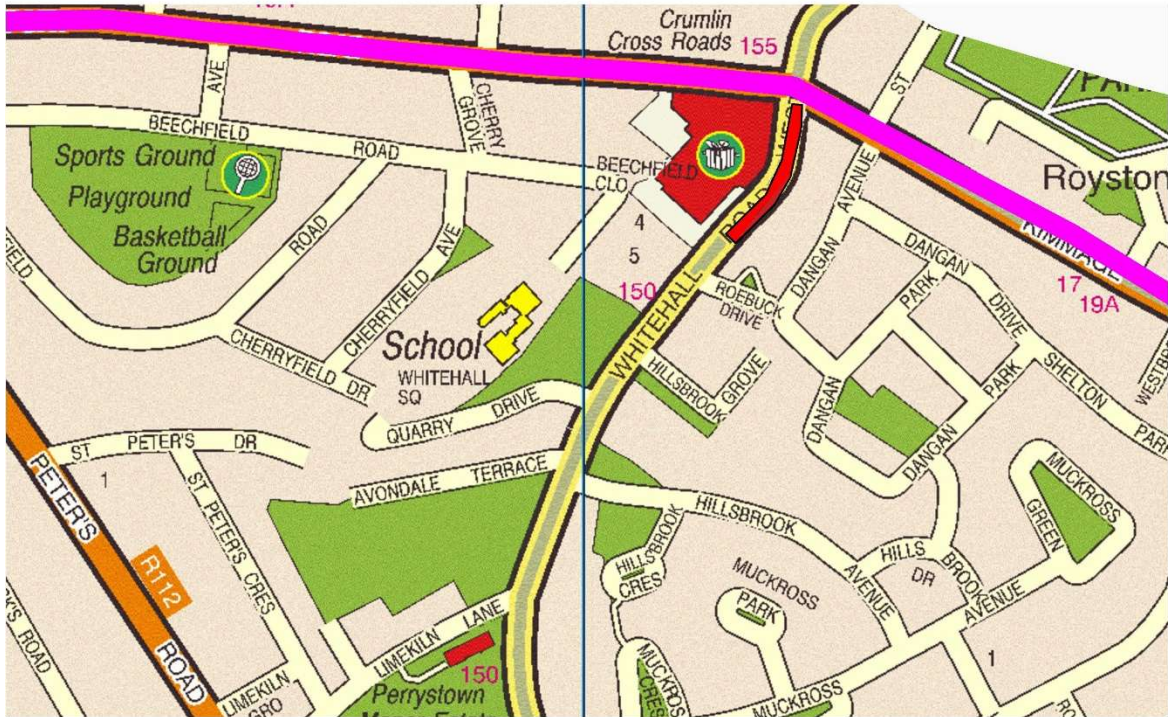 Crumlin
Cross Roads 155
AVE
CHERRY
GROVE
ST
BEECHFIELD
ROAD
BEECHFIELD
CLO
Sports Ground
Playground
Basketball
Ground
ROAD
AVE
CHERRYFIELD
CHERRYFIELD DR
4
5
150
ROAD
WHITEHALL
AVENUE
DANGAN
Royston
KIMMAGE
17
19A
DANGAN
PARK
DRIVE
ROEBUCK
DRIVE
School
WHITEHALL
SQ
QUARRY DRIVE
HILLSBROOK
GROVE
DANGAN
DANGAN
PARK
SHELTON
PARK
ST PETER'S DR
1
PETER'S
ROAD
R112
ST PETER'S CRES
AVONDALE TERRACE
HILLSBROOK
AVENUE
HILLSBROOK
CRES
HILLS
BROOK
DR
MUCKROSS
GREEN
AVENUE
MUCKROSS
PARK
1
MUCKROSS
LIMEKILN LANE
150
Perrystown
LIMEKILN
ROAD